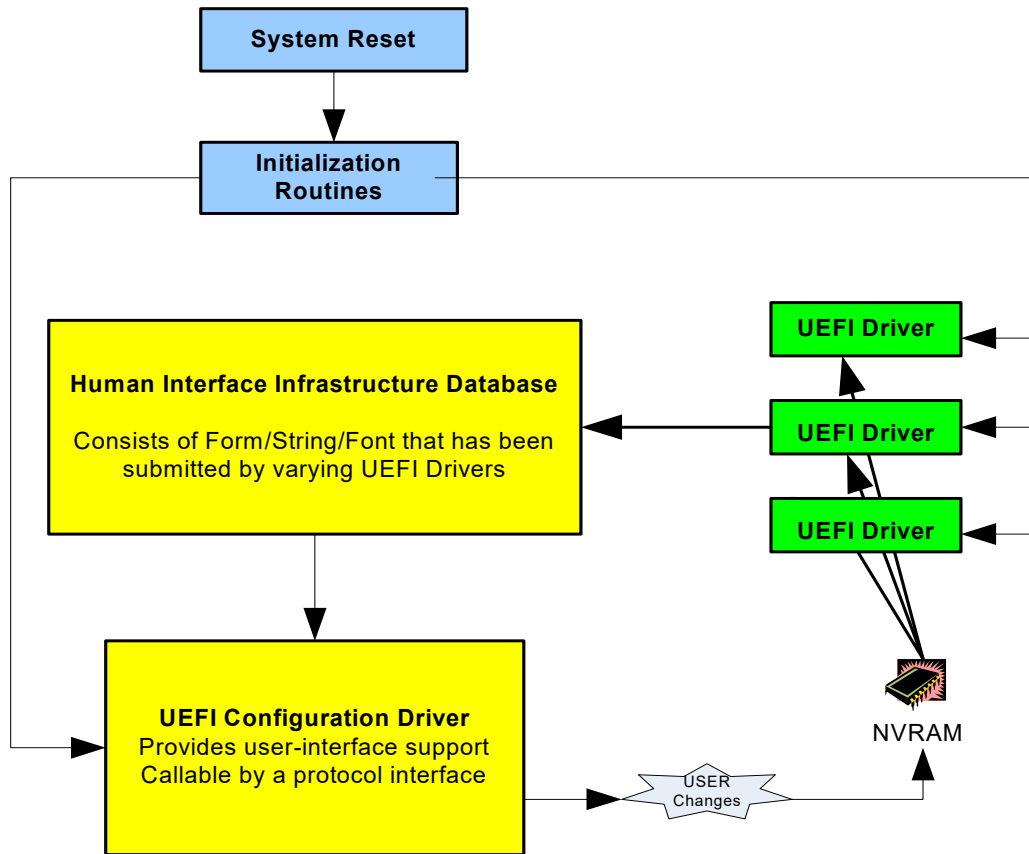 System Reset
Initialization
Routines
UEFI Driver
Human Interface Infrastructure Database
Consists of Form/String/Font that has been
submitted by varying UEFI Drivers
UEFI Driver
UEFI Driver
UEFI Configuration Driver
Provides user-interface support
Callable by a protocol interface
NVRAM
USER
Changes